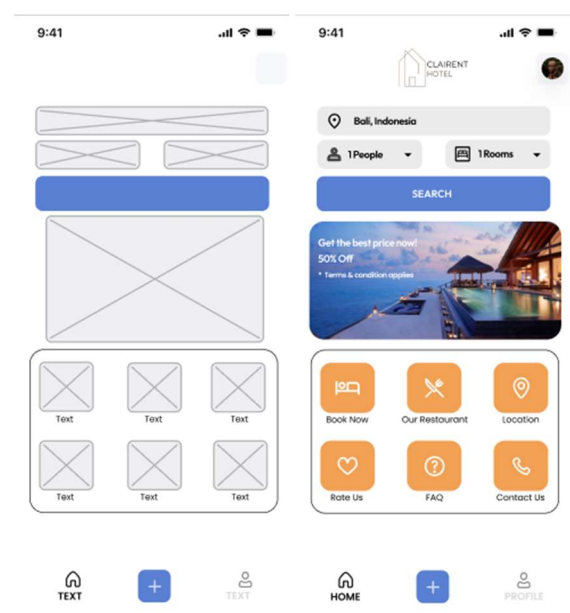 9:41
Text Text Text
Text Text Text
TEXT + TEXT
9:41
CLAIRENT
HOTEL
Bali, Indonesia
1 People 1 Rooms
SEARCH
Get the best price now!
50% Off
* Terms & condition applies
Book Now Our Restaurant Location
Rate Us FAQ Contact Us
HOME + PROFILE